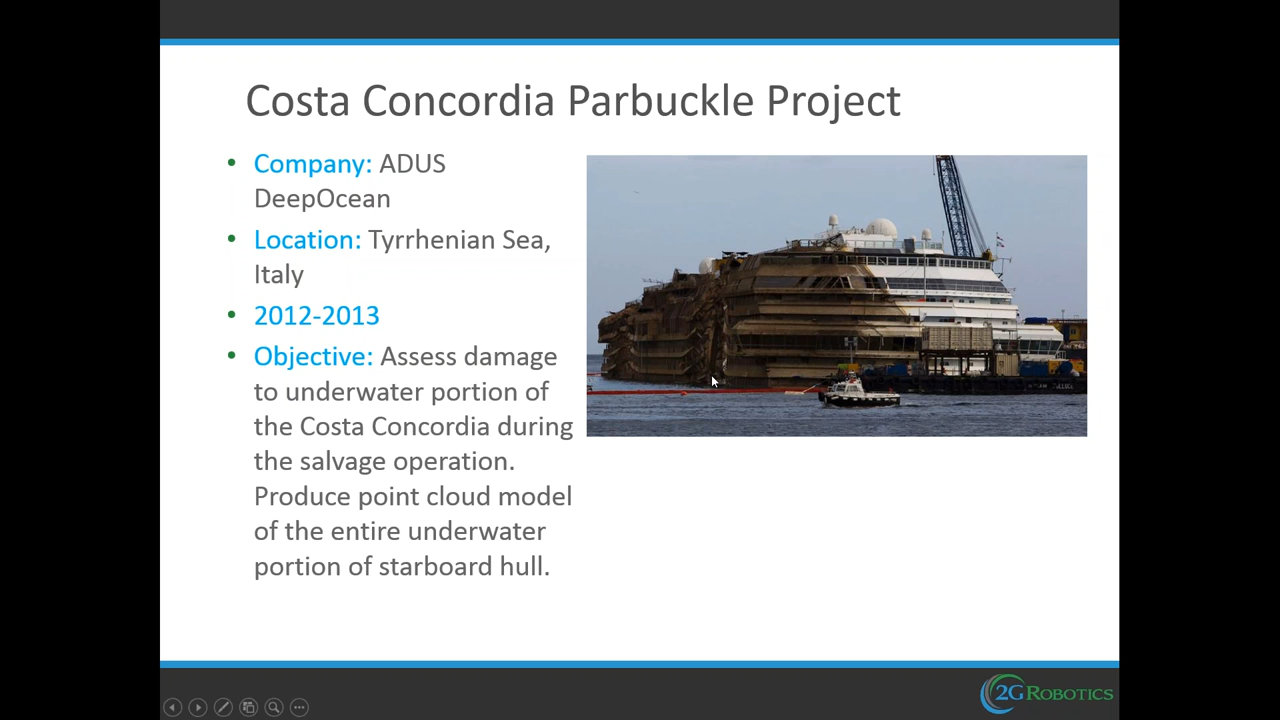 Costa Concordia Parbuckle Project
• Company: ADUS
DeepOcean
• Location: Tyrrhenian Sea,
Italy
• 2012-2013
• Objective: Assess damage
to underwater portion of
the Costa Concordia during
the salvage operation.
Produce point cloud model
of the entire underwater
portion of starboard hull.
2G ROBOTICS